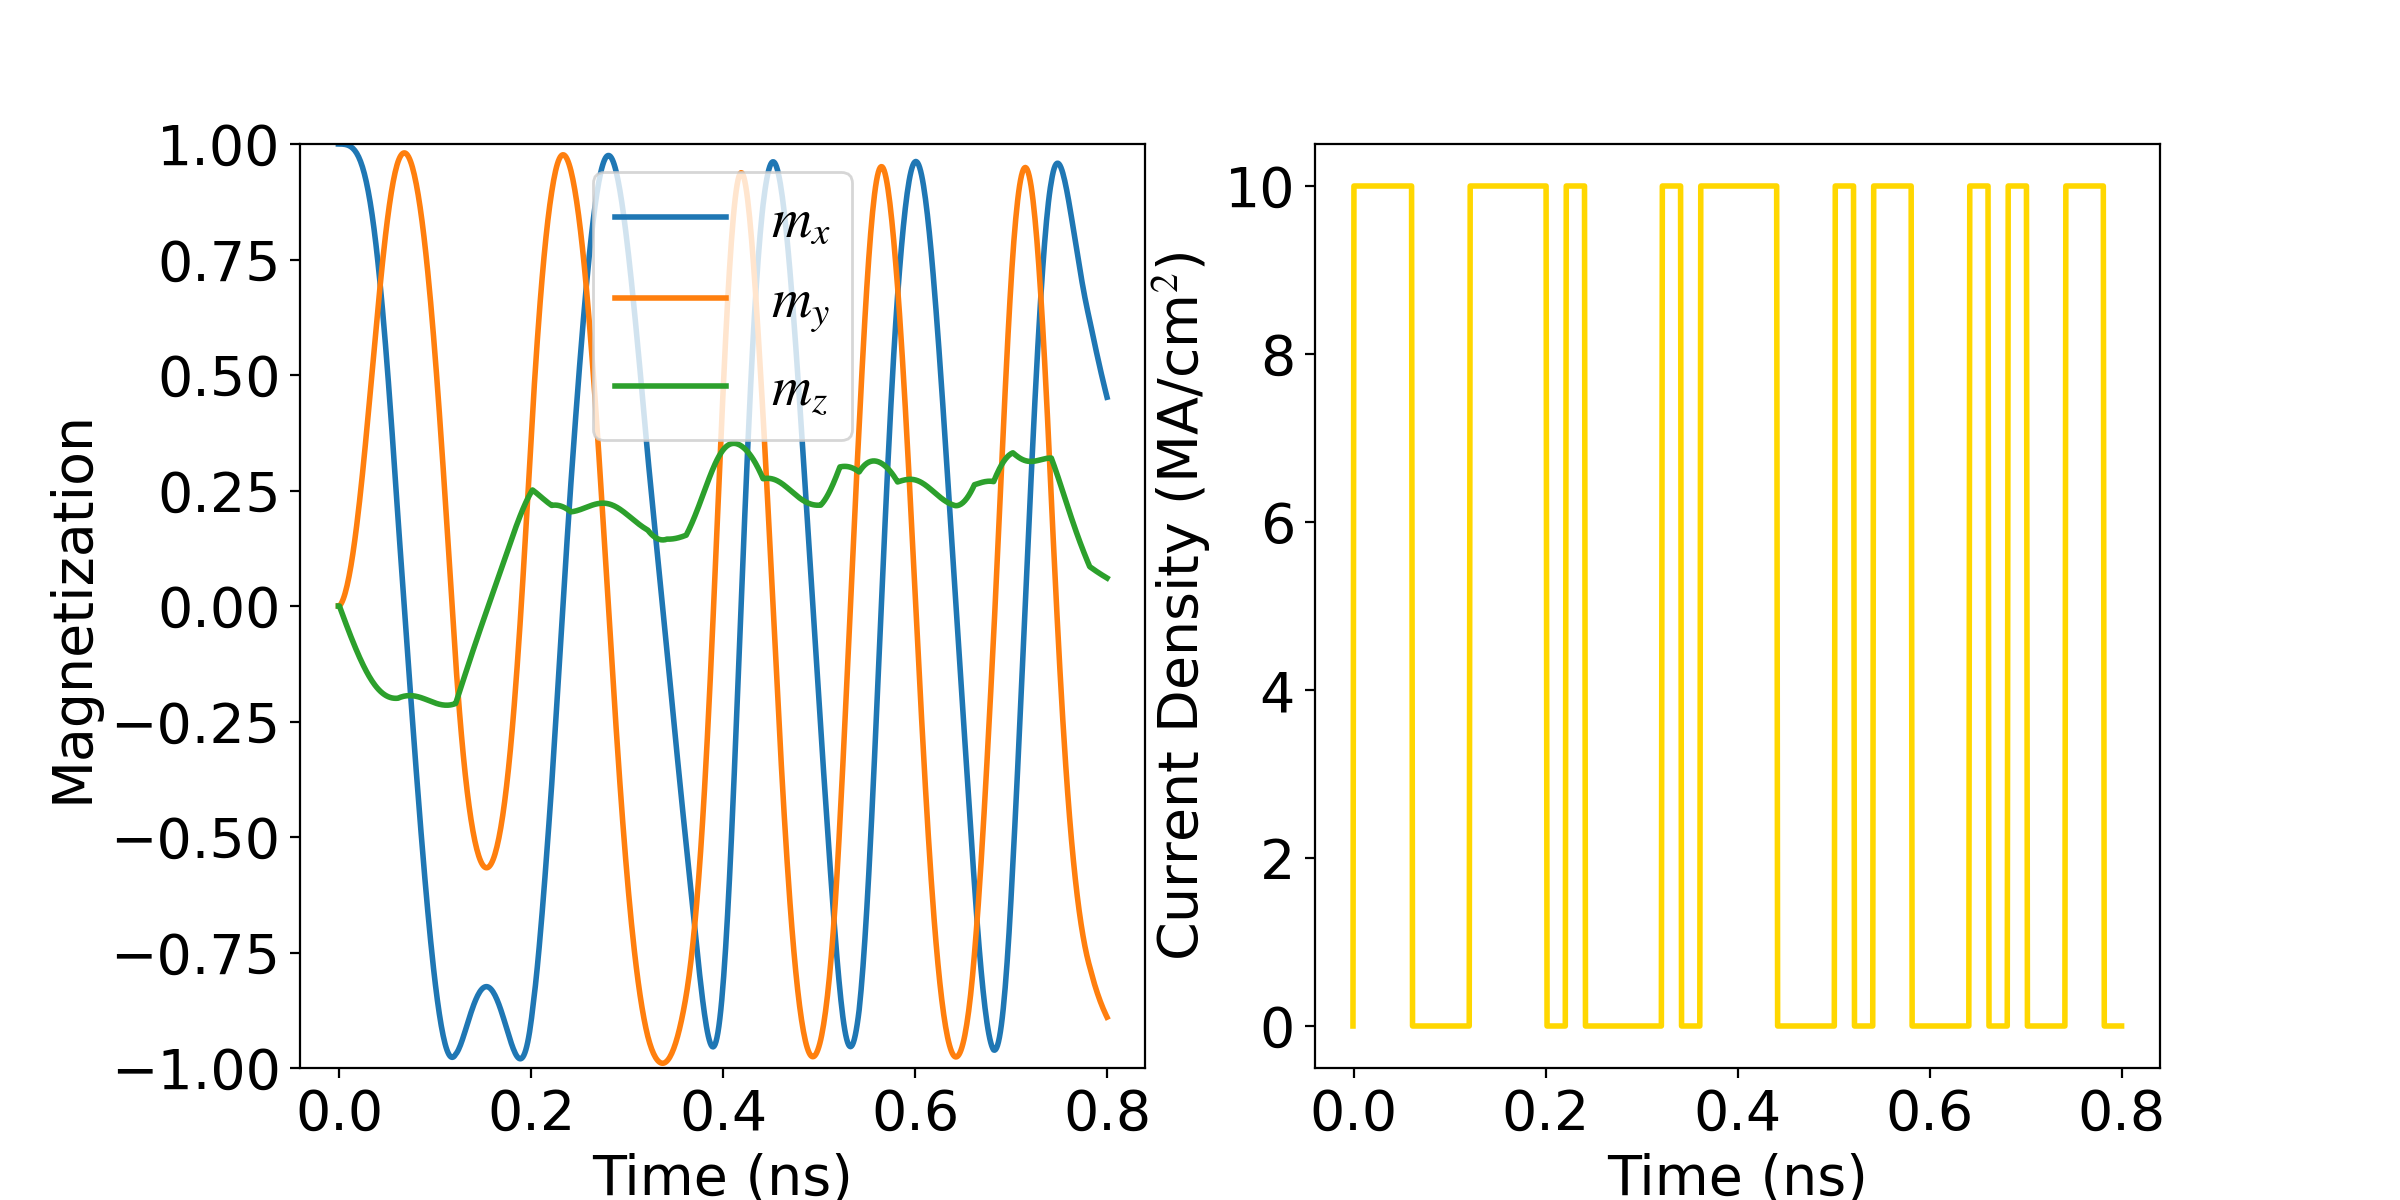 Magnetization
1.00
0.75
0.50
0.25
0.00
−0.25
−0.50
−0.75
−1.00
0.0 0.2 0.4 0.6 0.8
Time (ns)
m_x
m_y
m_z
Current Density (MA/cm²)
10
8
6
4
2
0
0.0 0.2 0.4 0.6 0.8
Time (ns)